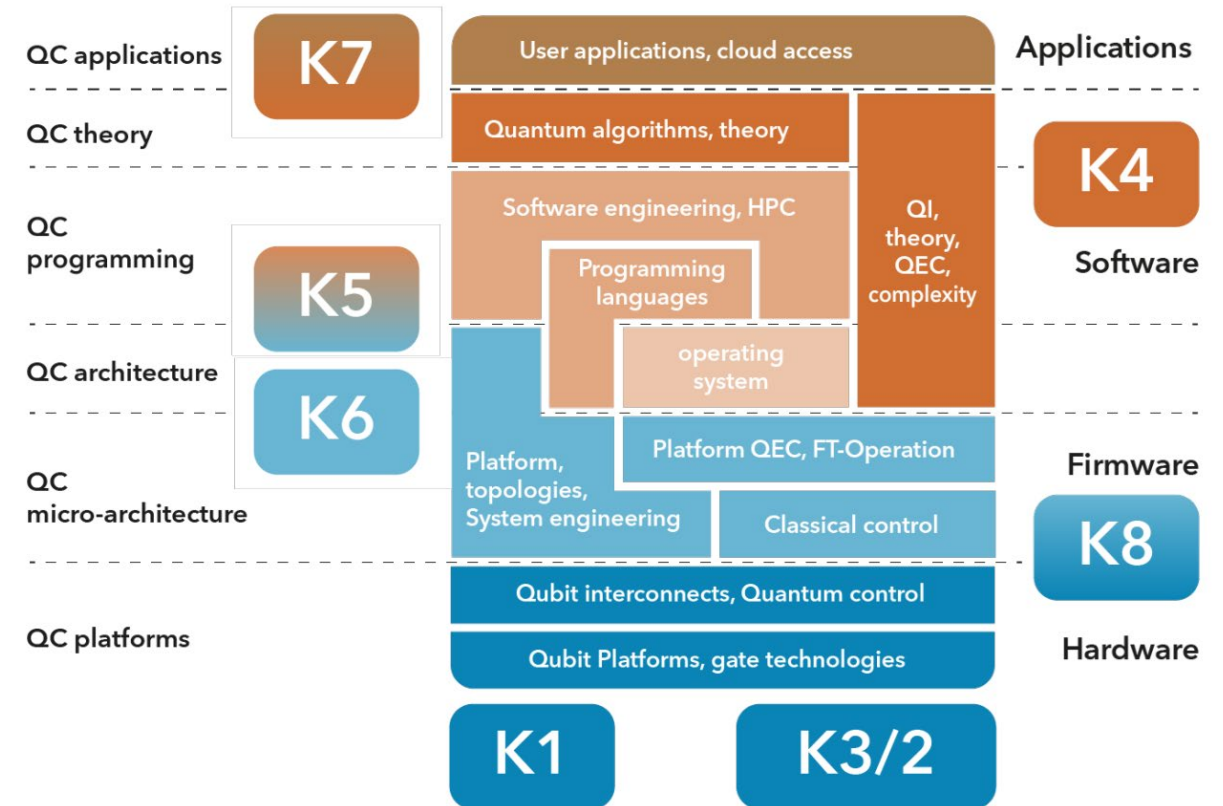 QC applications
K7
User applications, cloud access
Applications
QC theory
Quantum algorithms, theory
K4
QC
programming
Software engineering, HPC
QI,
theory,
QEC,
complexity
Software
K5
Programming
languages
QC architecture
operating
system
K6
QC
micro-architecture
Platform,
topologies,
System engineering
Platform QEC, FT-Operation
Firmware
Classical control
K8
Qubit interconnects, Quantum control
QC platforms
Qubit Platforms, gate technologies
Hardware
K1
K3/2